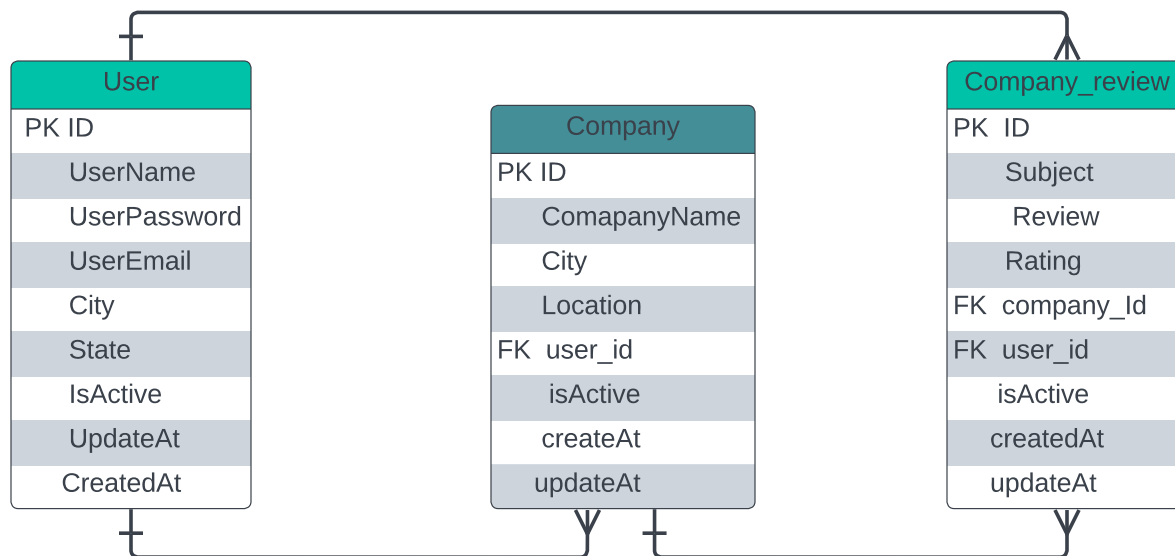 User
PK ID
UserName
UserPassword
UserEmail
City
State
IsActive
UpdateAt
CreatedAt
Company
PK ID
ComapanyName
City
Location
FK user_id
isActive
createAt
updateAt
Company_review
PK ID
Subject
Review
Rating
FK company_Id
FK user_id
isActive
createdAt
updateAt